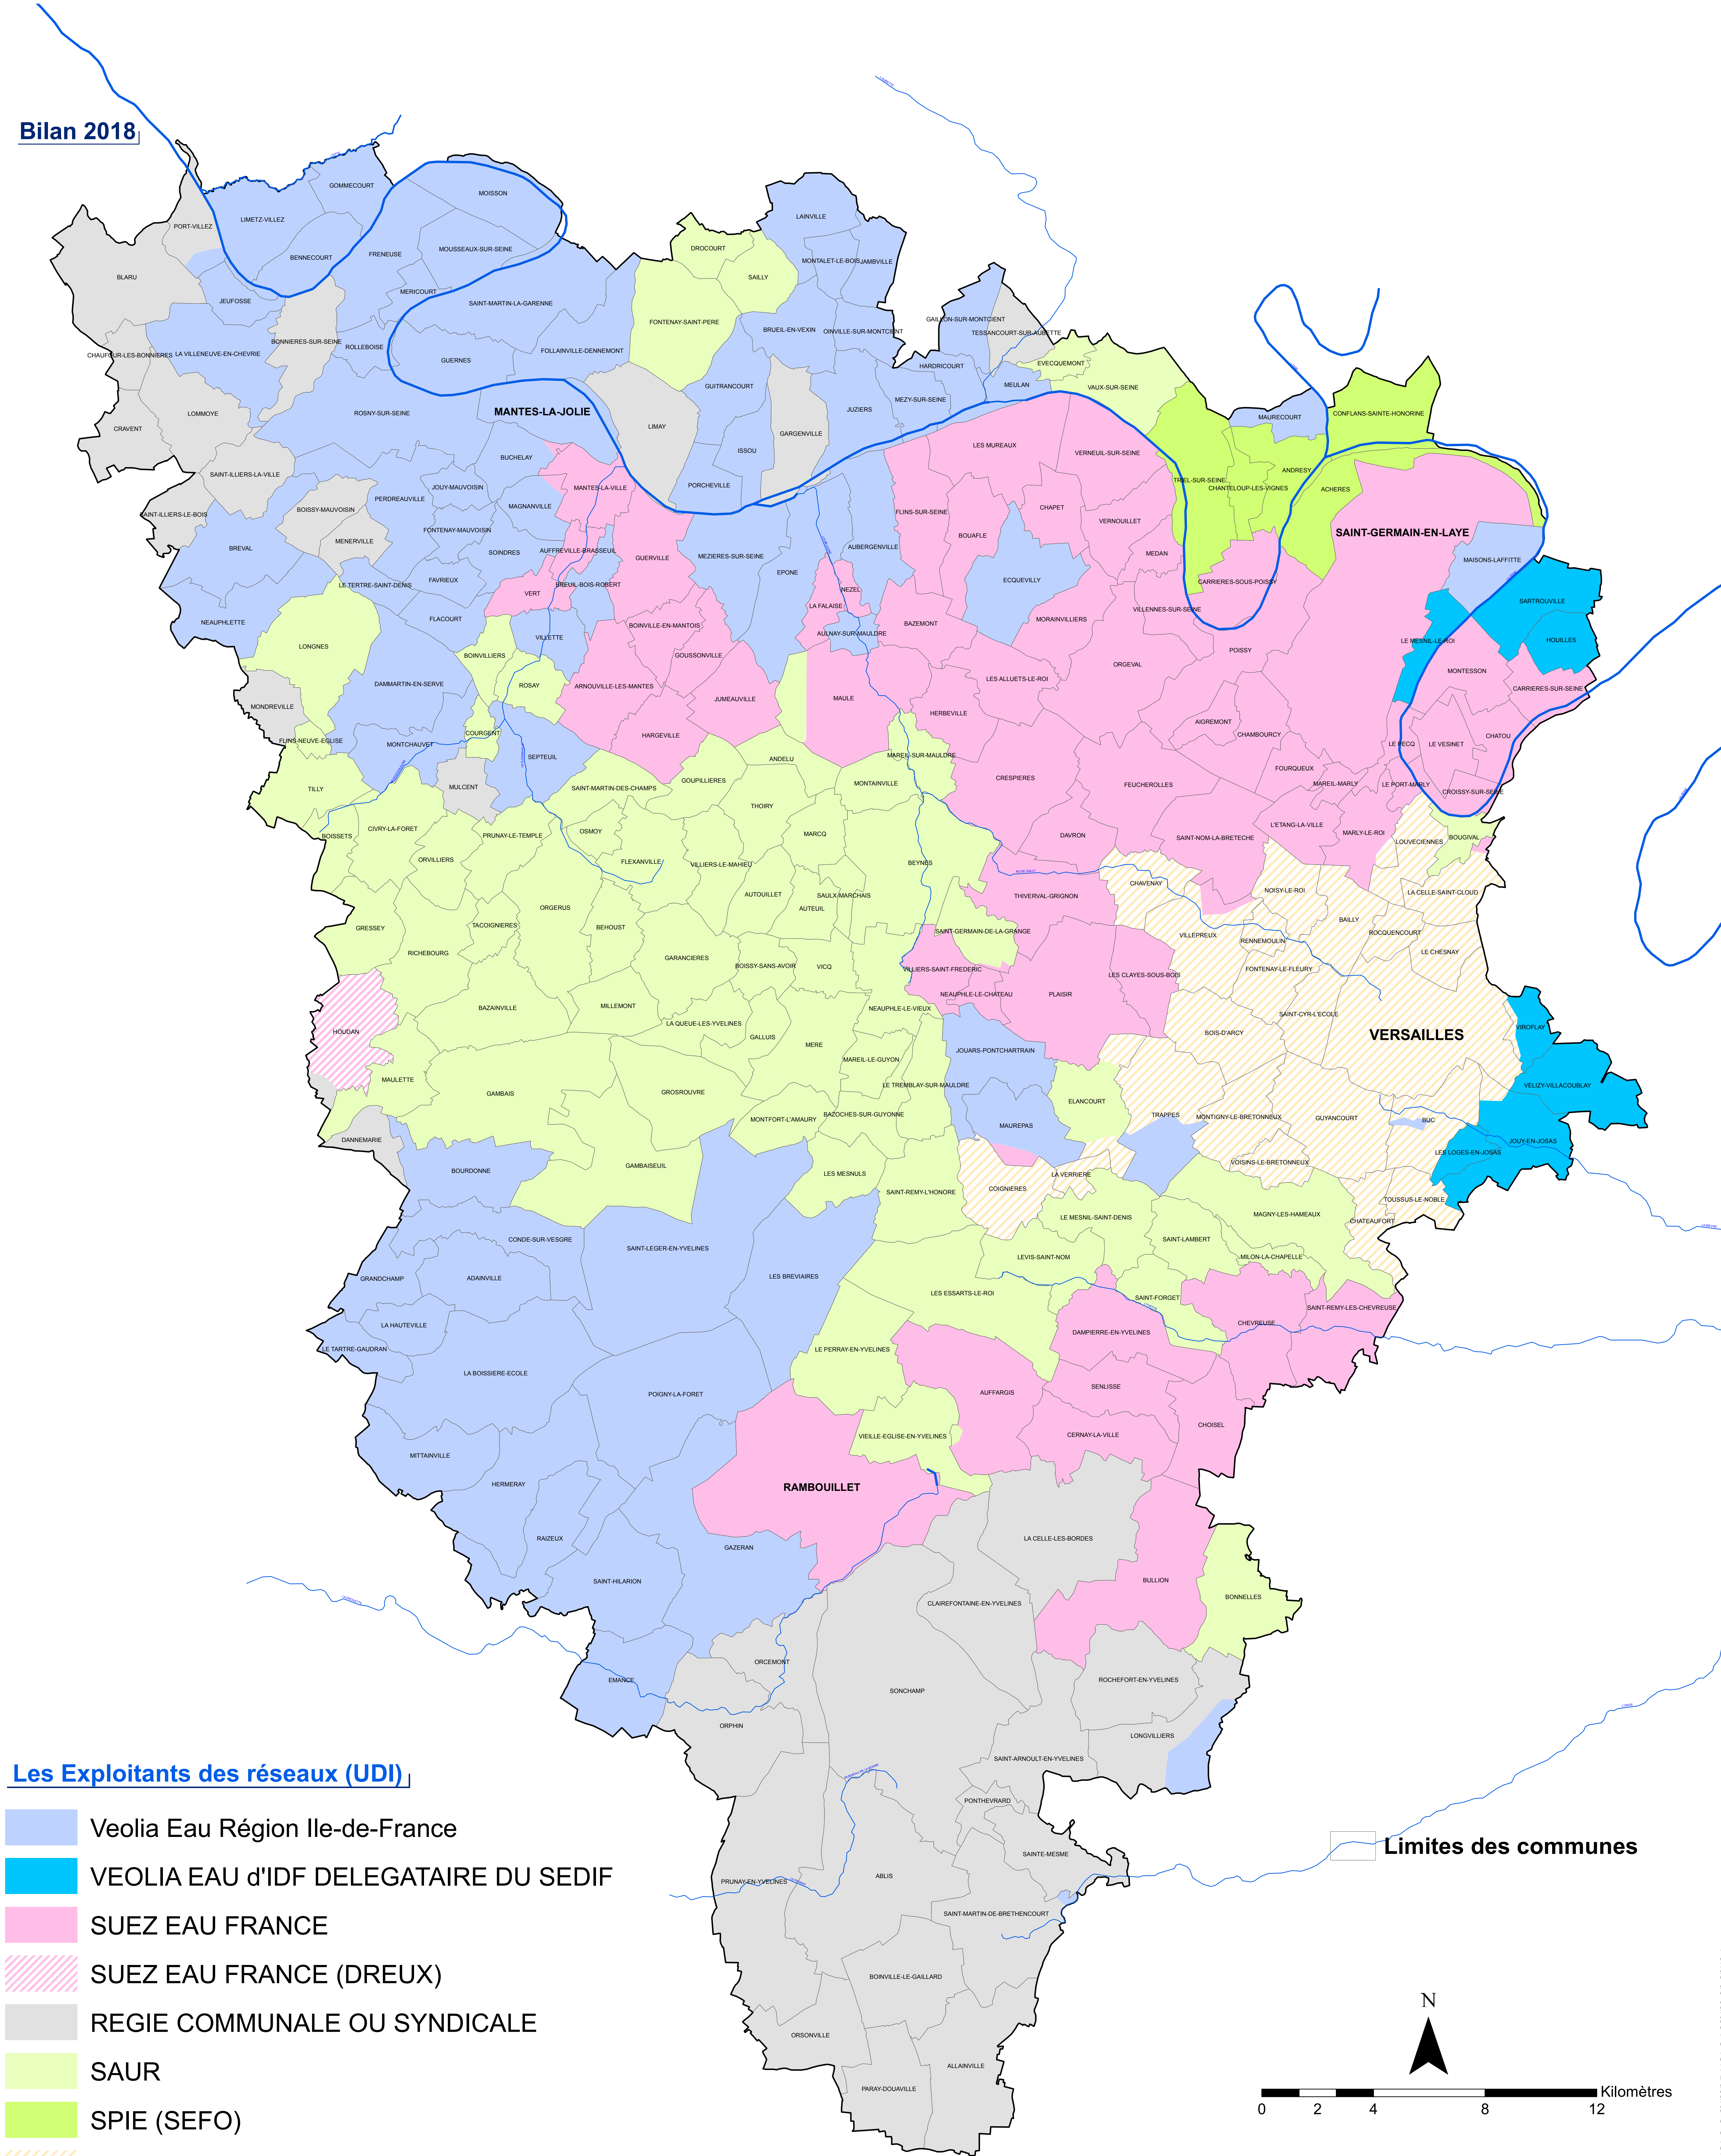 Bilan 2018
GOMMECOURT
MOISSON
LIMETZ-VILLEZ
PORT-VILLEZ
LAINVILLE
DROCOURT
MOUSSEAUX-SUR-SEINE
FRENEUSE
BENNECOURT
MONTALET-LE-BOIS
JAMBVILLE
BLARU
SAILLY
MERICOURT
JEUFOSSE
SAINT-MARTIN-LA-GARENNE
GAILLON-SUR-MONTCIENT
FONTENAY-SAINT-PERE
BRUEIL-EN-VEXIN
OINVILLE-SUR-MONTCIENT
TESSANCOURT-SUR-AUBETTE
BONNIERES-SUR-SEINE
ROLLEBOISE
CHAUFOUR-LES-BONNIERES
LA VILLENEUVE-EN-CHEVRIE
FOLLAINVILLE-DENNEMONT
GUERNES
EVECQUEMONT
HARDRICOURT
MEULAN
GUITRANCOURT
VAUX-SUR-SEINE
MEZY-SUR-SEINE
JUZIERS
LOMMOYE
ROSNY-SUR-SEINE
MANTES-LA-JOLIE
CONFLANS-SAINTE-HONORINE
MAURECOURT
CRAVENT
LIMAY
GARGENVILLE
LES MUREAUX
ISSOU
VERNEUIL-SUR-SEINE
BUCHELAY
SAINT-ILLIERS-LA-VILLE
ANDRESY
TRIEL-SUR-SEINE
PORCHEVILLE
JOUY-MAUVOISIN
MANTES-LA-VILLE
CHANTELOUP-LES-VIGNES
ACHERES
PERDREAUVILLE
BOISSY-MAUVOISIN
MAGNANVILLE
CHAPET
FLINS-SUR-SEINE
SAINT-ILLIERS-LE-BOIS
VERNOUILLET
FONTENAY-MAUVOISIN
SAINT-GERMAIN-EN-LAYE
BOUAFLE
MENERVILLE
BREVAL
AUBERGENVILLE
SOINDRES
AUFFREVILLE-BRASSEUIL
MEDAN
GUERVILLE
MEZIERES-SUR-SEINE
MAISONS-LAFFITTE
EPONE
ECQUEVILLY
FAVRIEUX
CARRIERES-SOUS-POISSY
LE TERTRE-SAINT-DENIS
BREUIL-BOIS-ROBERT
NEZEL
VERT
SARTROUVILLE
LA FALAISE
VILLENNES-SUR-SEINE
FLACOURT
MORAINVILLIERS
NEAUPHLETTE
BAZEMONT
BOINVILLE-EN-MANTOIS
AULNAY-SUR-MAULDRE
VILLETTE
HOUILLES
LE MESNIL-LE-ROI
LONGNES
POISSY
BOINVILLIERS
GOUSSONVILLE
ORGEVAL
MONTESSON
LES ALLUETS-LE-ROI
DAMMARTIN-EN-SERVE
ROSAY
ARNOUVILLE-LES-MANTES
CARRIERES-SUR-SEINE
JUMEAUVILLE
MAULE
MONDREVILLE
HERBEVILLE
AIGREMONT
COURGENT
CHAMBOURCY
HARGEVILLE
CHATOU
FLINS-NEUVE-EGLISE
MONTCHAUVET
LE PECQ
LE VESINET
SEPTEUIL
MAREIL-SUR-MAULDRE
ANDELU
FOURQUEUX
CRESPIERES
GOUPILLIERES
MONTAINVILLE
FEUCHEROLLES
MAREIL-MARLY
LE PORT-MARLY
MULCENT
SAINT-MARTIN-DES-CHAMPS
TILLY
CROISSY-SUR-SEINE
THOIRY
L'ETANG-LA-VILLE
CIVRY-LA-FORET
OSMOY
MARCQ
MARLY-LE-ROI
BOISSETS
PRUNAY-LE-TEMPLE
DAVRON
SAINT-NOM-LA-BRETECHE
BOUGIVAL
LOUVECIENNES
ORVILLIERS
FLEXANVILLE
VILLIERS-LE-MAHIEU
BEYNES
CHAVENAY
NOISY-LE-ROI
LA CELLE-SAINT-CLOUD
AUTOUILLET
SAULX-MARCHAIS
THIVERVAL-GRIGNON
ORGERUS
AUTEUIL
BAILLY
TACOIGNIERES
GRESSEY
BEHOUST
SAINT-GERMAIN-DE-LA-GRANGE
ROCQUENCOURT
VILLEPREUX
RENNEMOULIN
RICHEBOURG
LE CHESNAY
GARANCIERES
BOISSY-SANS-AVOIR
VICQ
VILLIERS-SAINT-FREDERIC
FONTENAY-LE-FLEURY
LES CLAYES-SOUS-BOIS
PLAISIR
NEAUPHLE-LE-CHATEAU
BAZAINVILLE
MILLEMONT
NEAUPHLE-LE-VIEUX
SAINT-CYR-L'ECOLE
LA QUEUE-LES-YVELINES
VIROFLAY
HOUDAN
BOIS-D'ARCY
VERSAILLES
GALLUIS
MERE
JOUARS-PONTCHARTRAIN
MAREIL-LE-GUYON
MAULETTE
LE TREMBLAY-SUR-MAULDRE
VELIZY-VILLACOUBLAY
GAMBAIS
GROSROUVRE
ELANCOURT
TRAPPES
BAZOCHES-SUR-GUYONNE
MONTIGNY-LE-BRETONNEUX
GUYANCOURT
MONTFORT-L'AMAURY
BUC
MAUREPAS
DANNEMARIE
JOUY-EN-JOSAS
LES LOGES-EN-JOSAS
VOISINS-LE-BRETONNEUX
GAMBAISEUIL
BOURDONNE
LES MESNULS
LA VERRIERE
COIGNIERES
SAINT-REMY-L'HONORE
TOUSSUS-LE-NOBLE
MAGNY-LES-HAMEAUX
LE MESNIL-SAINT-DENIS
CHATEAUFORT
CONDE-SUR-VESGRE
SAINT-LAMBERT
SAINT-LEGER-EN-YVELINES
LEVIS-SAINT-NOM
MILON-LA-CHAPELLE
GRANDCHAMP
ADAINVILLE
LES BREVIAIRES
LES ESSARTS-LE-ROI
SAINT-FORGET
SAINT-REMY-LES-CHEVREUSE
LA HAUTEVILLE
CHEVREUSE
DAMPIERRE-EN-YVELINES
LE TARTRE-GAUDRAN
LE PERRAY-EN-YVELINES
LA BOISSIERE-ECOLE
SENLISSE
POIGNY-LA-FORET
AUFFARGIS
CHOISEL
CERNAY-LA-VILLE
VIEILLE-EGLISE-EN-YVELINES
MITTAINVILLE
HERMERAY
RAMBOUILLET
RAIZEUX
LA CELLE-LES-BORDES
GAZERAN
SAINT-HILARION
BULLION
BONNELLES
CLAIREFONTAINE-EN-YVELINES
ORCEMONT
EMANCE
ROCHEFORT-EN-YVELINES
SONCHAMP
ORPHIN
LONGVILLIERS
SAINT-ARNOULT-EN-YVELINES
PONTHEVRARD
SAINTE-MESME
ABLIS
PRUNAY-EN-YVELINES
SAINT-MARTIN-DE-BRETHENCOURT
BOINVILLE-LE-GAILLARD
ORSONVILLE
ALLAINVILLE
PARAY-DOUAVILLE
Les Exploitants des réseaux (UDI)
Veolia Eau Région Ile-de-France
VEOLIA EAU d'IDF DELEGATAIRE DU SEDIF
SUEZ EAU FRANCE
SUEZ EAU FRANCE (DREUX)
REGIE COMMUNALE OU SYNDICALE
SAUR
SPIE (SEFO)
Limites des communes
N
Kilomètres
0 2 4 8 12